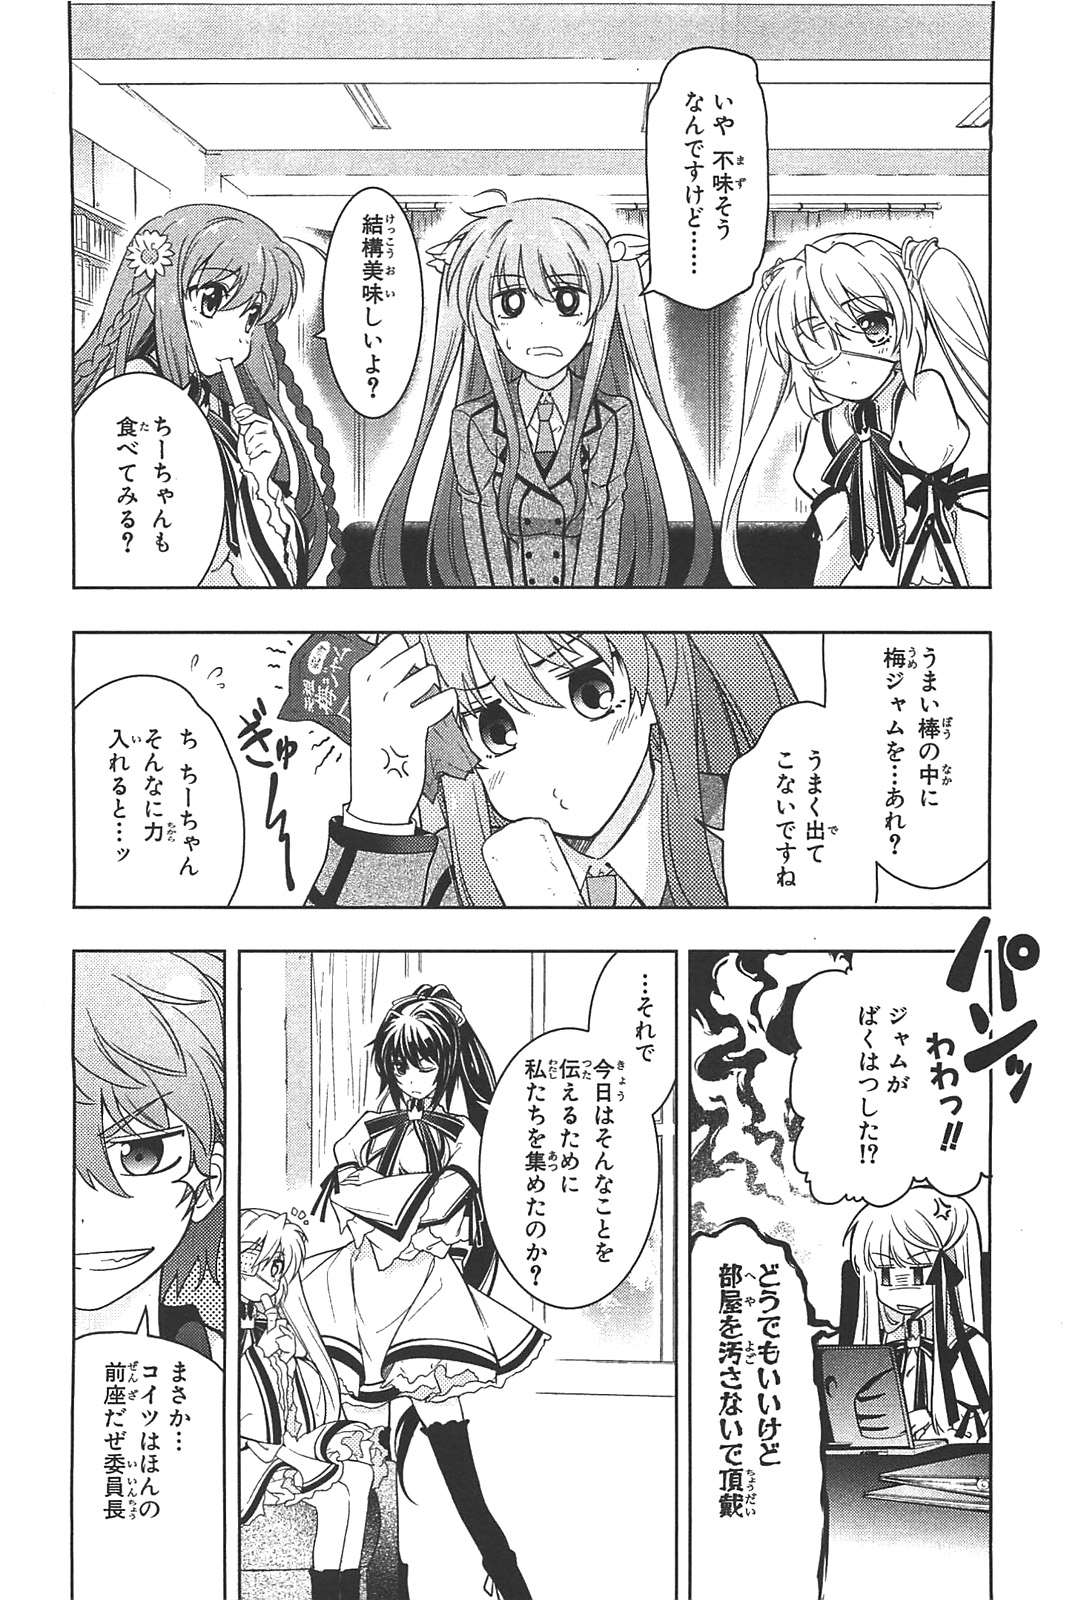 いや 不味そう
なんですけど……
結構美味しいよ?
ちーちゃんも
食べてみる?
うまい棒の中に
梅ジャムを…あれ?
うまく出て
こないですね
ぎゅーっ
ち ちーちゃん
そんなに力
入れると…ッ
パンッ
わわっ!!
ジャムが
ばくはつした!?
どうでもいいけど
部屋を汚さないで頂戴
…それで
今日はそんなことを
伝えるために
私たちを集めたのか?
まさか…
コイツはほんの
前座だぜ委員長